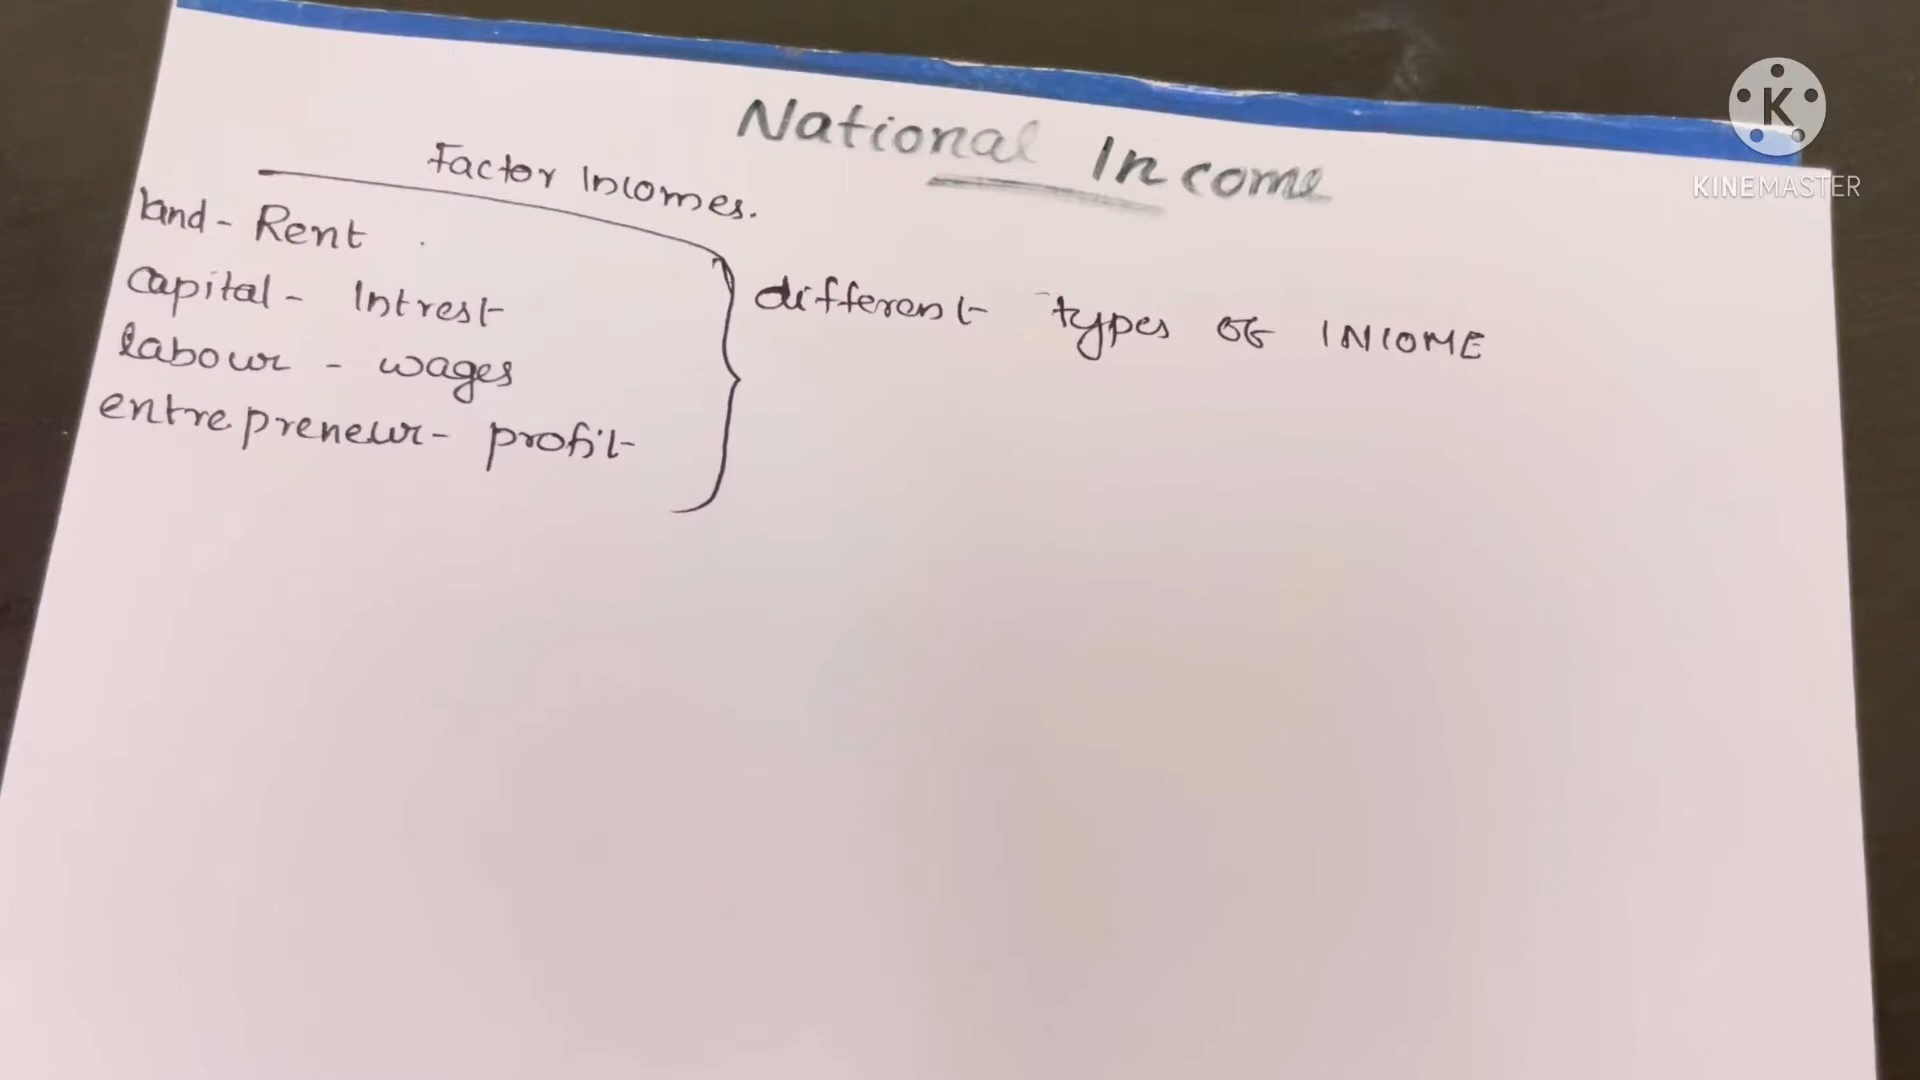 National Income
Factor Incomes.
land - Rent
capital - Intrest
labour - wages
entrepreneur - profit
different types of INCOME
K
KINEMASTER